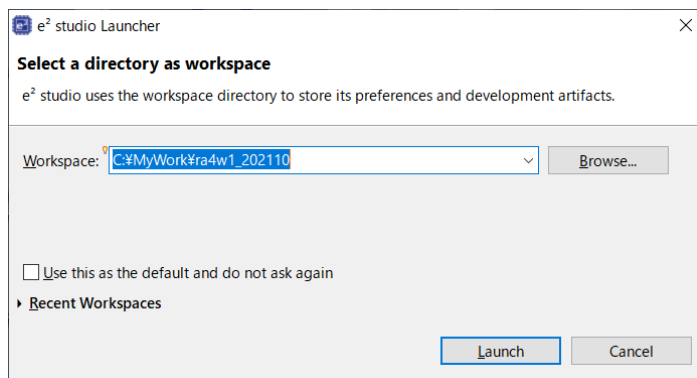 e² studio Launcher
Select a directory as workspace
e² studio uses the workspace directory to store its preferences and development artifacts.
Workspace: C:¥MyWork¥ra4w1_202110 Browse...
Use this as the default and do not ask again
Recent Workspaces
Launch Cancel